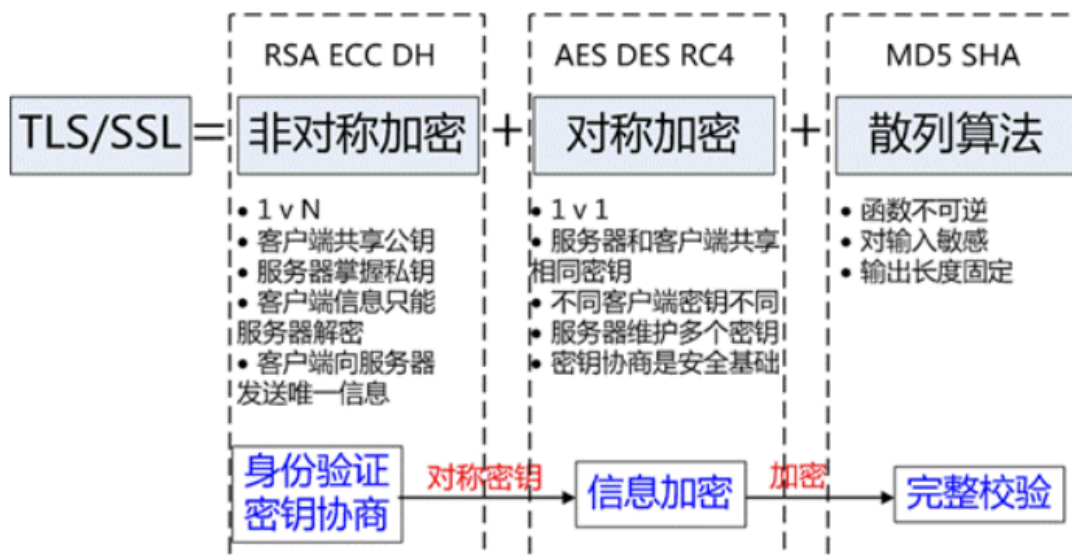 RSA ECC DH
AES DES RC4
MD5 SHA
TLS/SSL = 非对称加密 + 对称加密 + 散列算法
• 1 v N
• 客户端共享公钥
• 服务器掌握私钥
• 客户端信息只能
服务器解密
• 客户端向服务器
发送唯一信息
• 1 v 1
• 服务器和客户端共享
相同密钥
• 不同客户端密钥不同
• 服务器维护多个密钥
• 密钥协商是安全基础
• 函数不可逆
• 对输入敏感
• 输出长度固定
身份验证
密钥协商
对称密钥
信息加密
加密
完整校验